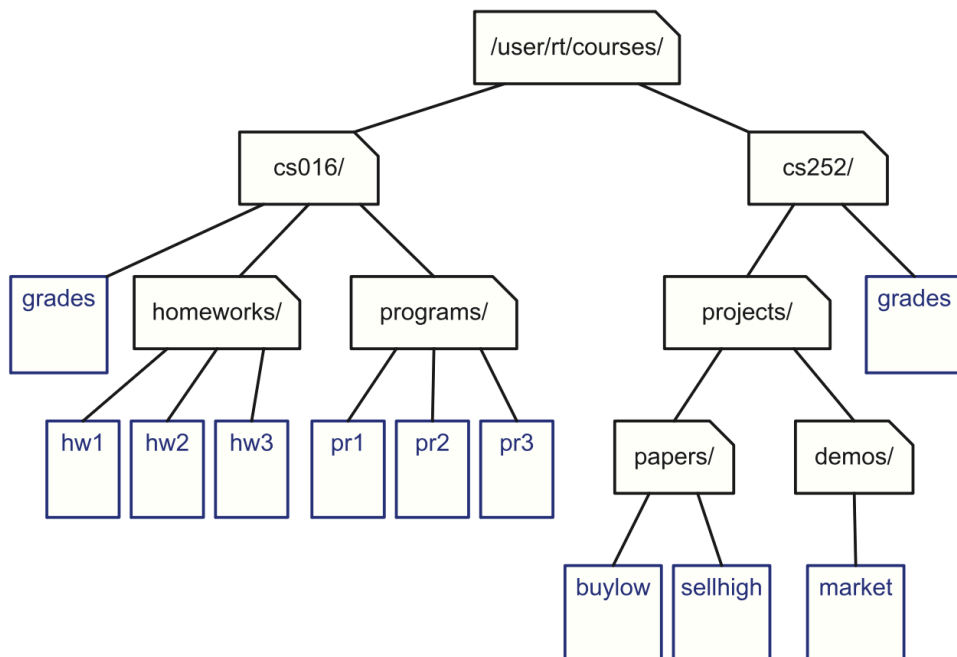 /user/rt/courses/
cs016/
cs252/
grades
homeworks/
programs/
projects/
grades
hw1
hw2
hw3
pr1
pr2
pr3
papers/
demos/
buylow
sellhigh
market